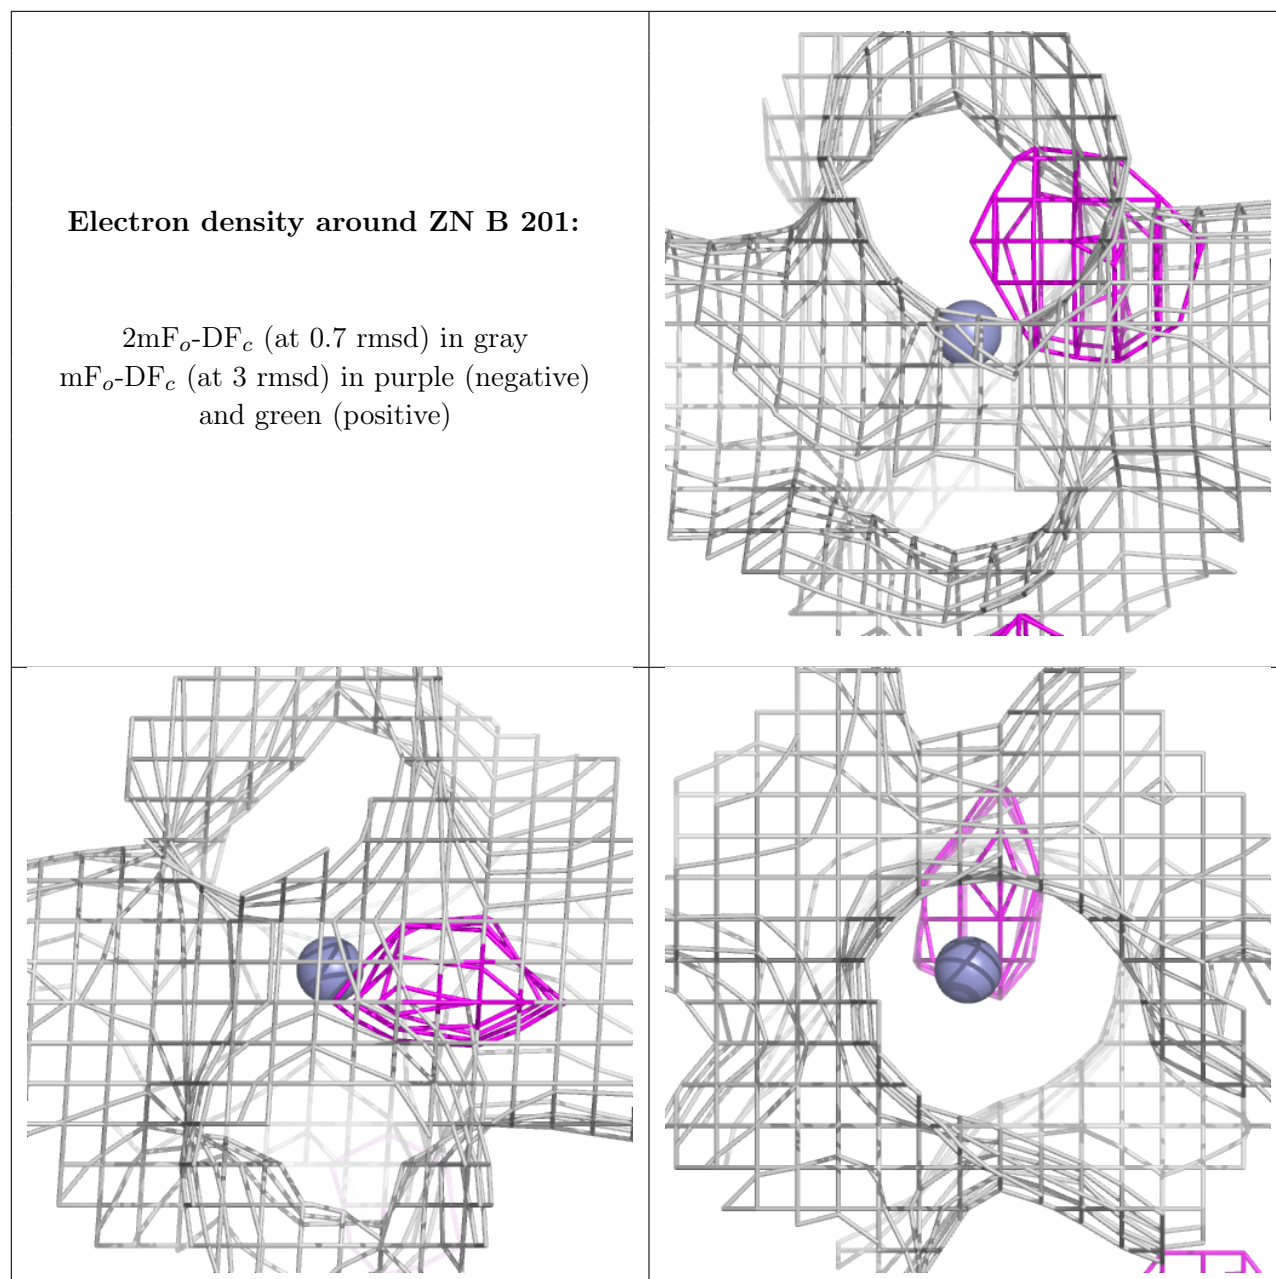 Electron density around ZN B 201:
2mFo-DFc (at 0.7 rmsd) in gray
mFo-DFc (at 3 rmsd) in purple (negative)
and green (positive)